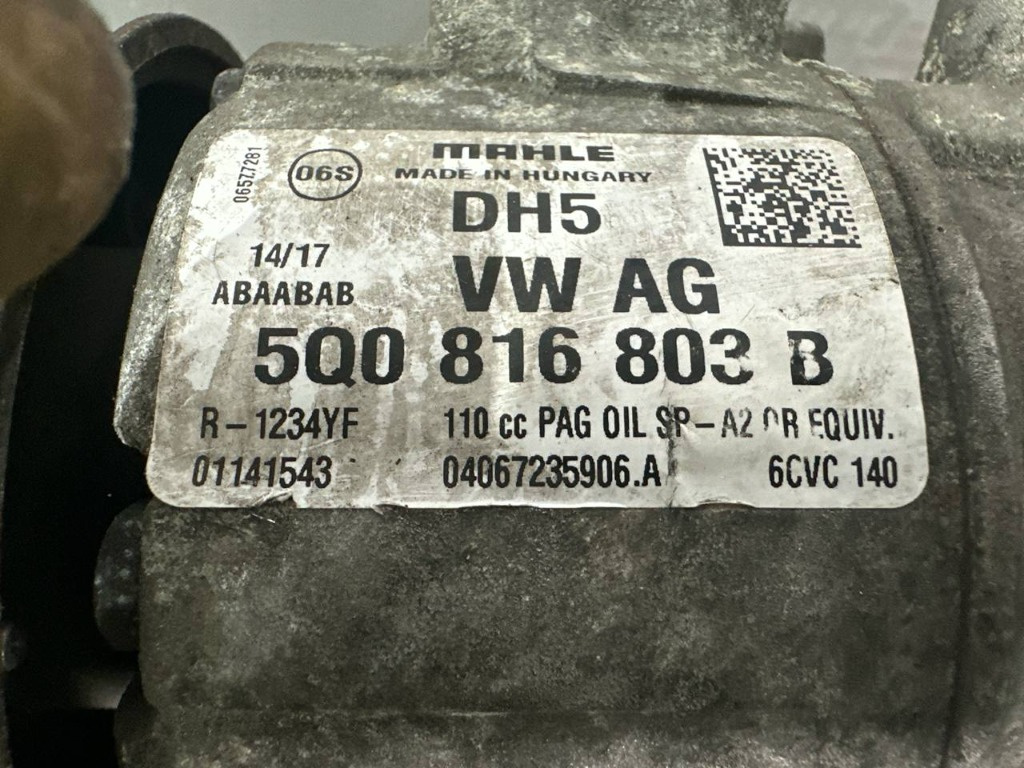 06527281
06S
MAHLE
MADE IN HUNGARY
DH5
14/17
ABAABAB
VW AG
5Q0 816 803 B
R-1234YF 110 cc PAG OIL SP-A2 OR EQUIV.
01141543 04067235906.A 6CVC 140